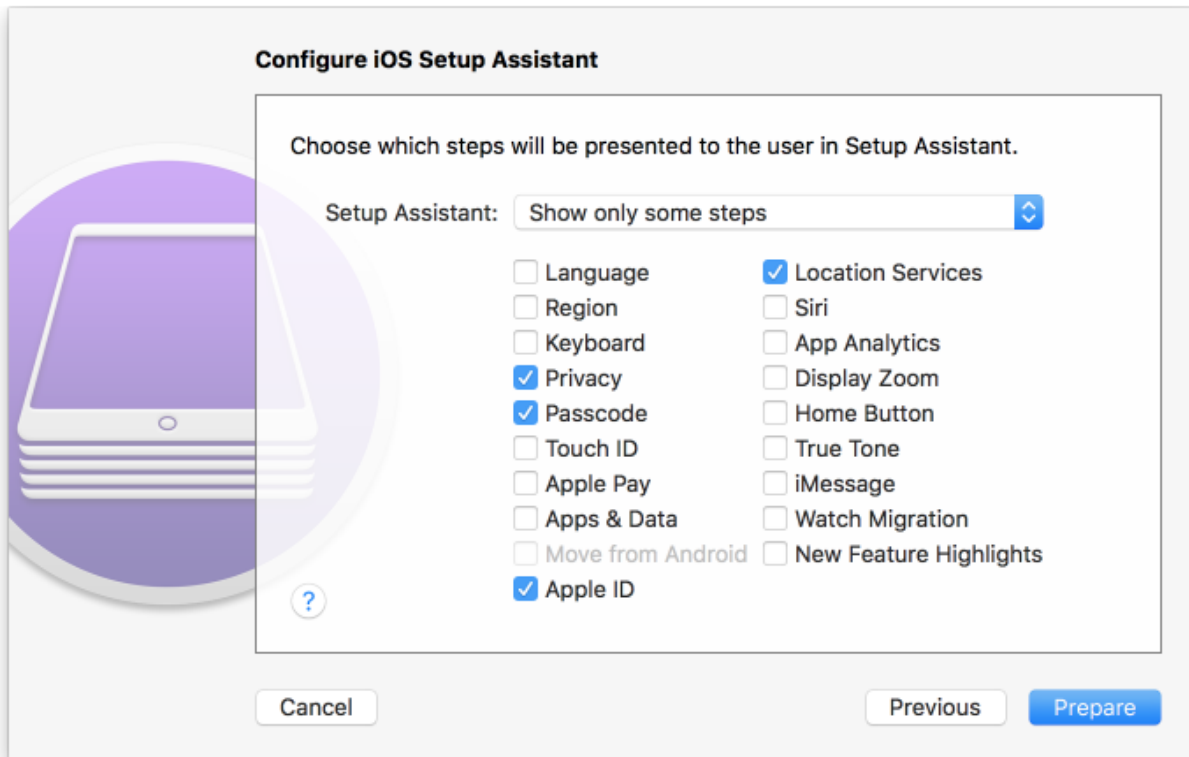 Configure iOS Setup Assistant
Choose which steps will be presented to the user in Setup Assistant.
Setup Assistant: Show only some steps
Language
Region
Keyboard
Privacy
Passcode
Touch ID
Apple Pay
Apps & Data
Move from Android
Apple ID
Location Services
Siri
App Analytics
Display Zoom
Home Button
True Tone
iMessage
Watch Migration
New Feature Highlights
?
Cancel
Previous
Prepare